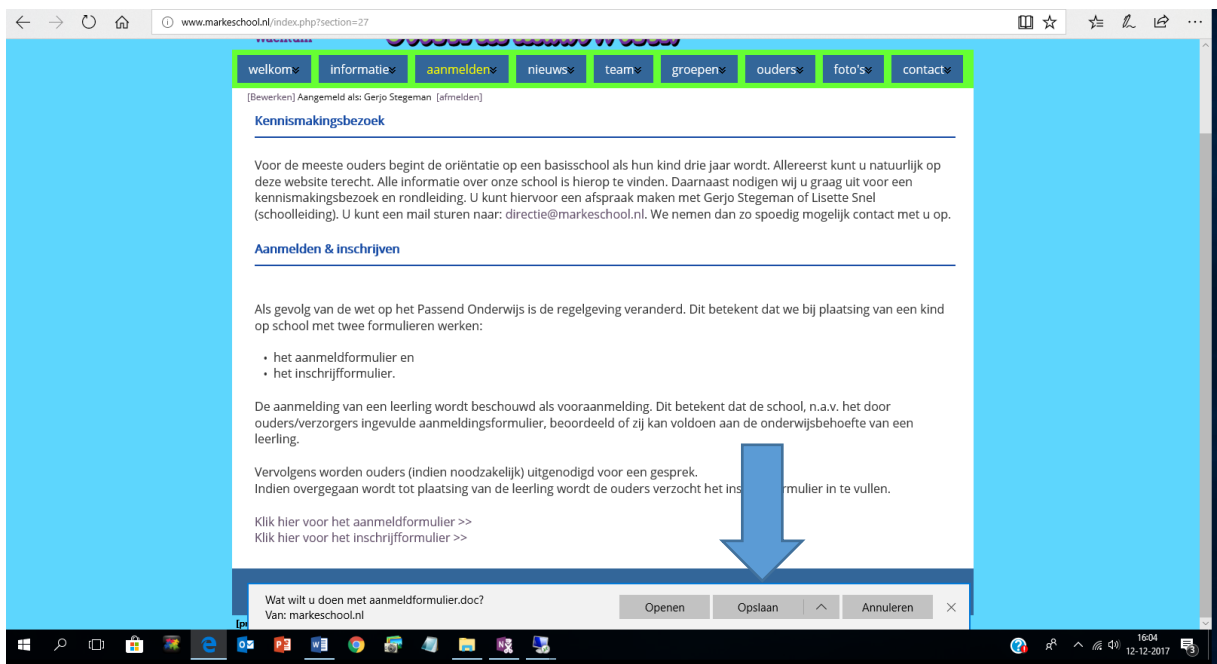 www.markeschool.nl/index.php?section=27
Wachtum
welkom informatie aanmelden nieuws team groepen ouders foto's contact
[Bewerken] Aangemeld als: Gerjo Stegeman [afmelden]
Kennismakingsbezoek
Voor de meeste ouders begint de oriëntatie op een basisschool als hun kind drie jaar wordt. Allereerst kunt u natuurlijk op
deze website terecht. Alle informatie over onze school is hierop te vinden. Daarnaast nodigen wij u graag uit voor een
kennismakingsbezoek en rondleiding. U kunt hiervoor een afspraak maken met Gerjo Stegeman of Lisette Snel
(schoolleiding). U kunt een mail sturen naar: directie@markeschool.nl. We nemen dan zo spoedig mogelijk contact met u op.
Aanmelden & inschrijven
Als gevolg van de wet op het Passend Onderwijs is de regelgeving veranderd. Dit betekent dat we bij plaatsing van een kind
op school met twee formulieren werken:
• het aanmeldformulier en
• het inschrijfformulier.
De aanmelding van een leerling wordt beschouwd als vooraanmelding. Dit betekent dat de school, n.a.v. het door
ouders/verzorgers ingevulde aanmeldingsformulier, beoordeeld of zij kan voldoen aan de onderwijsbehoefte van een
leerling.
Vervolgens worden ouders (indien noodzakelijk) uitgenodigd voor een gesprek.
Indien overgegaan wordt tot plaatsing van de leerling wordt de ouders verzocht het ins rmulier in te vullen.
Klik hier voor het aanmeldformulier >>
Klik hier voor het inschrijfformulier >>
Wat wilt u doen met aanmeldformulier.doc?
Van: markeschool.nl
Openen Opslaan Annuleren
16:04
12-12-2017